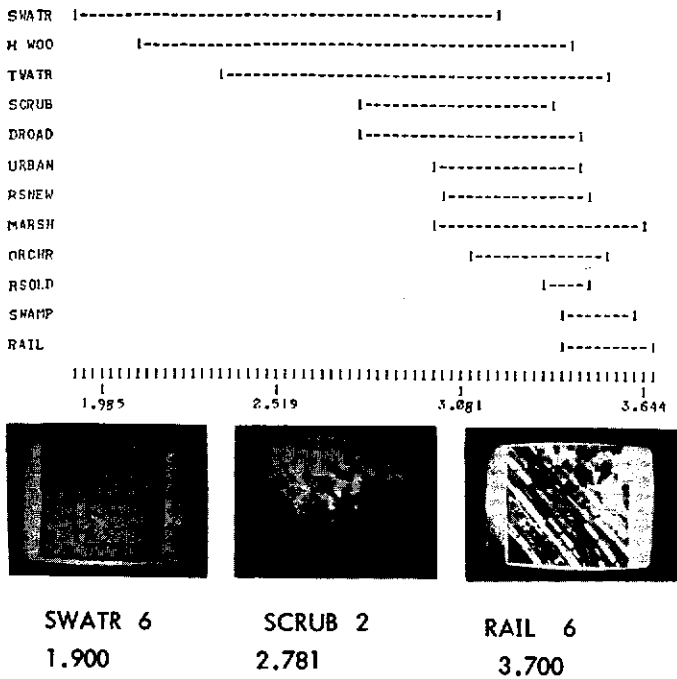 SWATR
H WOO
TWATR
SCRUB
DROAD
URBAN
RSNEW
MARSH
ORCHR
RSOLD
SWAMP
RAIL
1.985 2.519 3.081 3.644
SWATR 6 SCRUB 2 RAIL 6
1.900 2.781 3.700